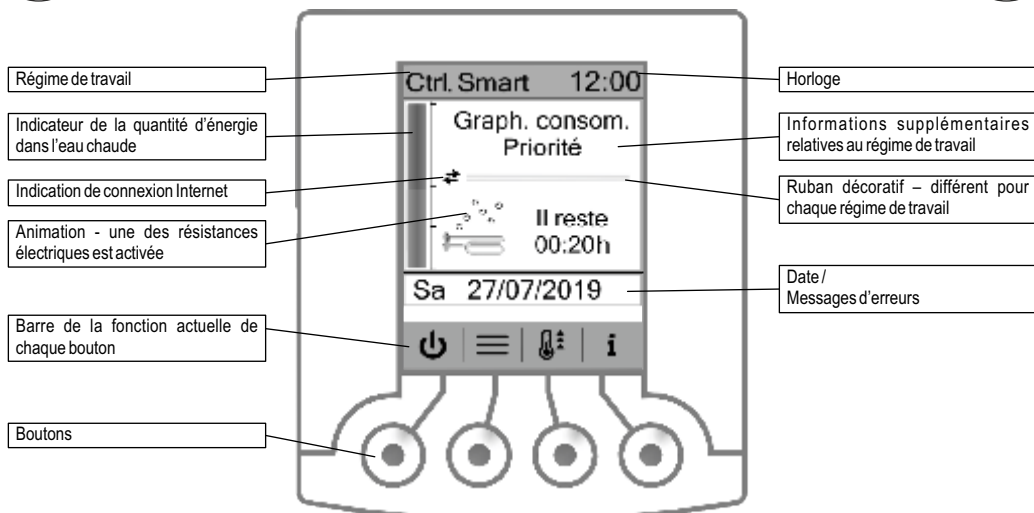 Régime de travail
Indicateur de la quantité d'énergie
dans l'eau chaude
Indication de connexion Internet
Animation - une des résistances
électriques est activée
Barre de la fonction actuelle de
chaque bouton
Boutons
Ctrl. Smart 12:00
Graph. consom.
Priorité
Il reste
00:20h
Sa 27/07/2019
i
Horloge
Informations supplémentaires
relatives au régime de travail
Ruban décoratif – différent pour
chaque régime de travail
Date /
Messages d'erreurs